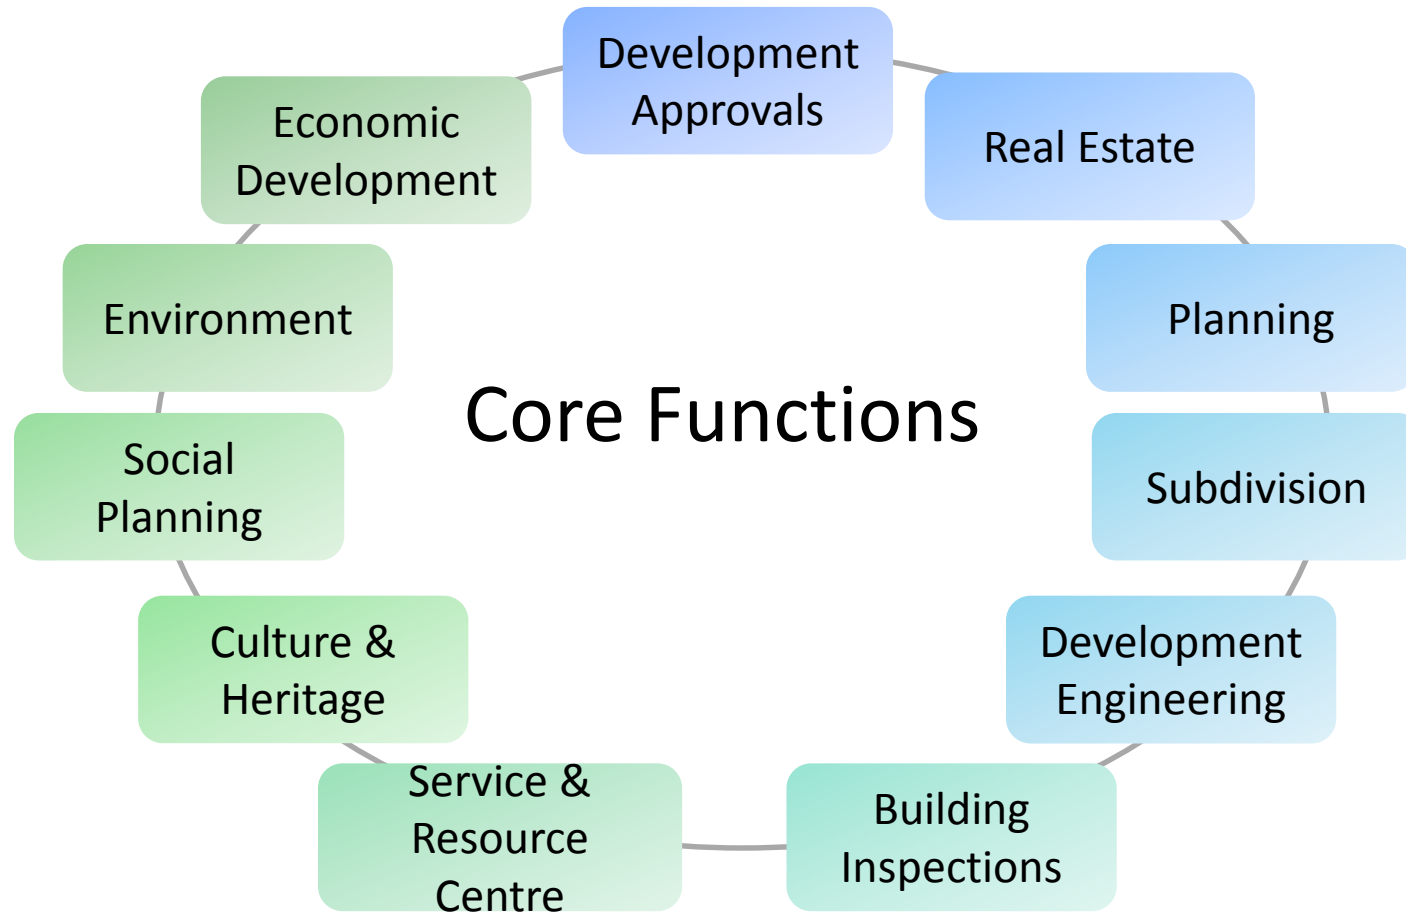 Development
Approvals
Real Estate
Planning
Subdivision
Development
Engineering
Building
Inspections
Service &
Resource
Centre
Culture &
Heritage
Social
Planning
Environment
Economic
Development
Core Functions